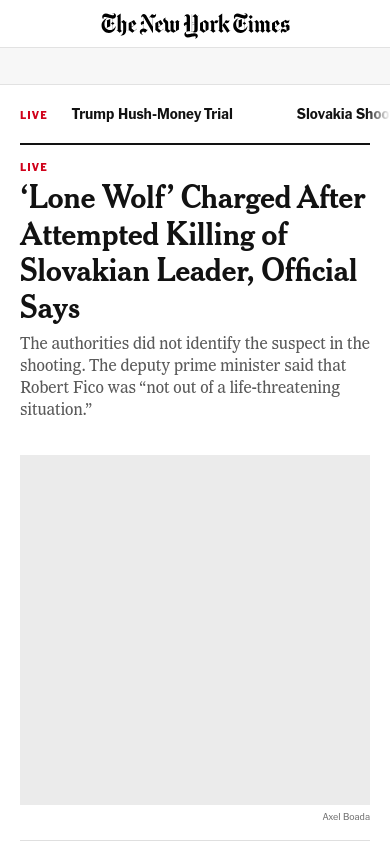 The New York Times
LIVE Trump Hush-Money Trial Slovakia Shoo
LIVE
‘Lone Wolf’ Charged After
Attempted Killing of
Slovakian Leader, Official
Says
The authorities did not identify the suspect in the
shooting. The deputy prime minister said that
Robert Fico was “not out of a life-threatening
situation.”
Axel Boada